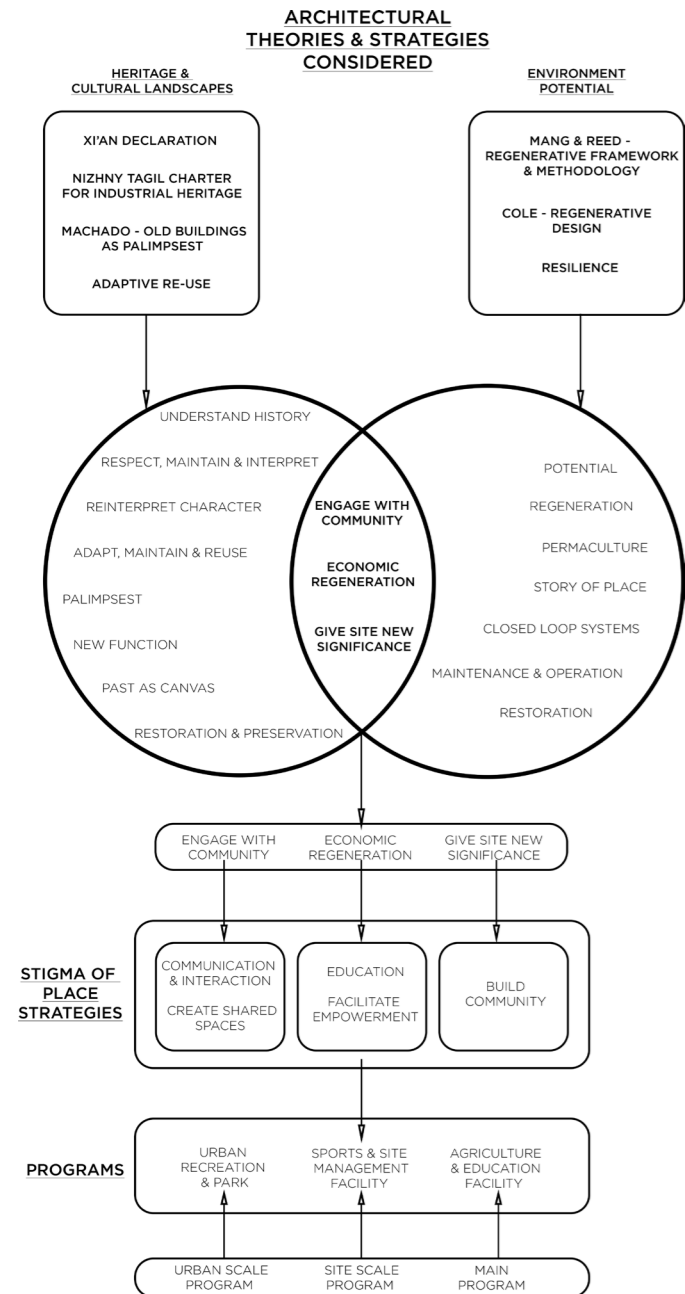 ARCHITECTURAL
THEORIES & STRATEGIES
CONSIDERED
HERITAGE &
CULTURAL LANDSCAPES
XI'AN DECLARATION
NIZHNY TAGIL CHARTER
FOR INDUSTRIAL HERITAGE
MACHADO - OLD BUILDINGS
AS PALIMPSEST
ADAPTIVE RE-USE
ENVIRONMENT
POTENTIAL
MANG & REED -
REGENERATIVE FRAMEWORK
& METHODOLOGY
COLE - REGENERATIVE
DESIGN
RESILIENCE
UNDERSTAND HISTORY
RESPECT, MAINTAIN & INTERPRET
REINTERPRET CHARACTER
ADAPT, MAINTAIN & REUSE
PALIMPSEST
NEW FUNCTION
PAST AS CANVAS
RESTORATION & PRESERVATION
ENGAGE WITH
COMMUNITY
ECONOMIC
REGENERATION
GIVE SITE NEW
SIGNIFICANCE
POTENTIAL
REGENERATION
PERMACULTURE
STORY OF PLACE
CLOSED LOOP SYSTEMS
MAINTENANCE & OPERATION
RESTORATION
ENGAGE WITH
COMMUNITY
ECONOMIC
REGENERATION
GIVE SITE NEW
SIGNIFICANCE
STIGMA OF
PLACE
STRATEGIES
COMMUNICATION
& INTERACTION
CREATE SHARED
SPACES
EDUCATION
FACILITATE
EMPOWERMENT
BUILD
COMMUNITY
PROGRAMS
URBAN
RECREATION
& PARK
SPORTS & SITE
MANAGEMENT
FACILITY
AGRICULTURE
& EDUCATION
FACILITY
URBAN SCALE
PROGRAM
SITE SCALE
PROGRAM
MAIN
PROGRAM